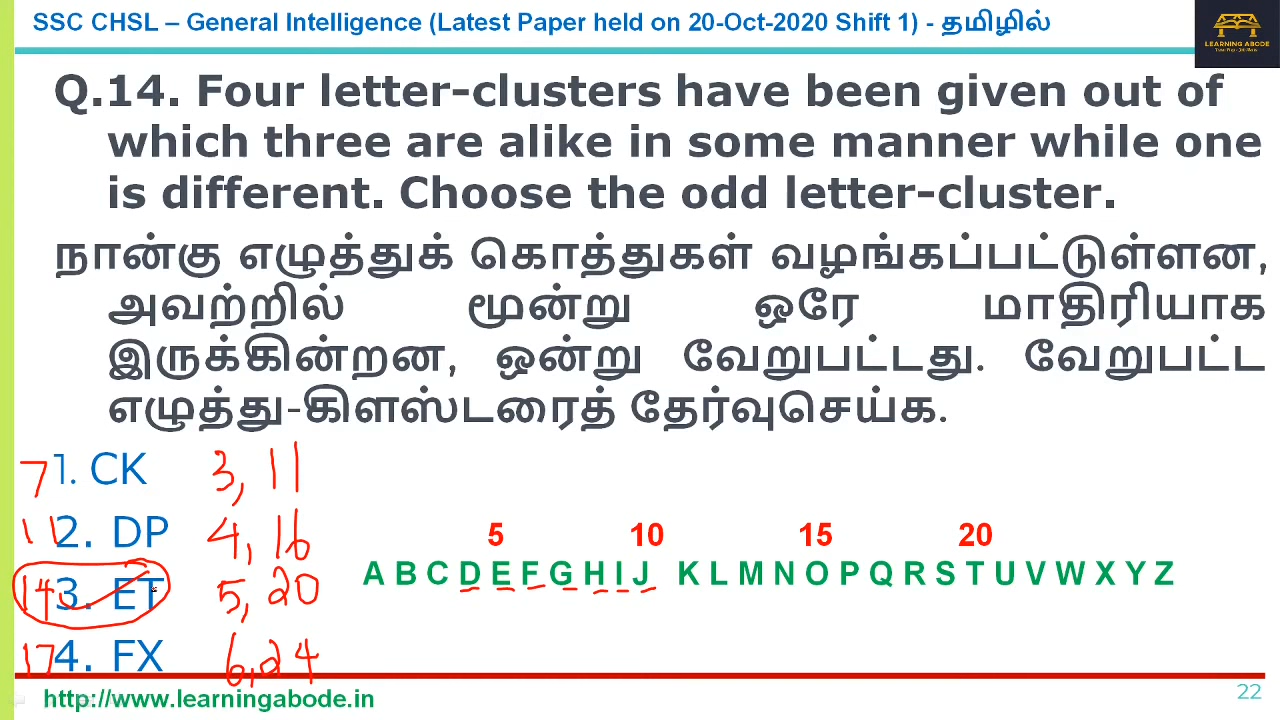 SSC CHSL – General Intelligence (Latest Paper held on 20-Oct-2020 Shift 1) - தமிழில்
LEARNING ABODE
Q.14. Four letter-clusters have been given out of
which three are alike in some manner while one
is different. Choose the odd letter-cluster.
நான்கு எழுத்துக் கொத்துகள் வழங்கப்பட்டுள்ளன,
அவற்றில் மூன்று ஒரே மாதிரியாக
இருக்கின்றன, ஒன்று வேறுபட்டது. வேறுபட்ட
எழுத்து-கிளஸ்டரைத் தேர்வுசெய்க.
7 1. CK 3, 11
11 2. DP 4, 16
5 10 15 20
A B C D E F G H I J K L M N O P Q R S T U V W X Y Z
14 3. ET 5, 20
17 4. FX 6, 24
http://www.learningabode.in
22